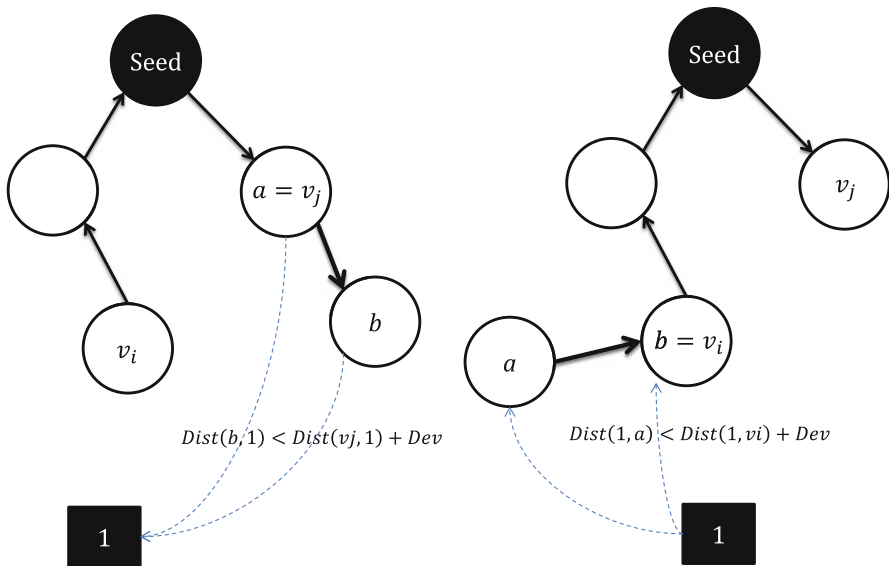 Seed
a = v_j
b
v_i
Dist(b, 1) < Dist(vj, 1) + Dev
1
Seed
v_j
b = v_i
a
Dist(1, a) < Dist(1, vi) + Dev
1